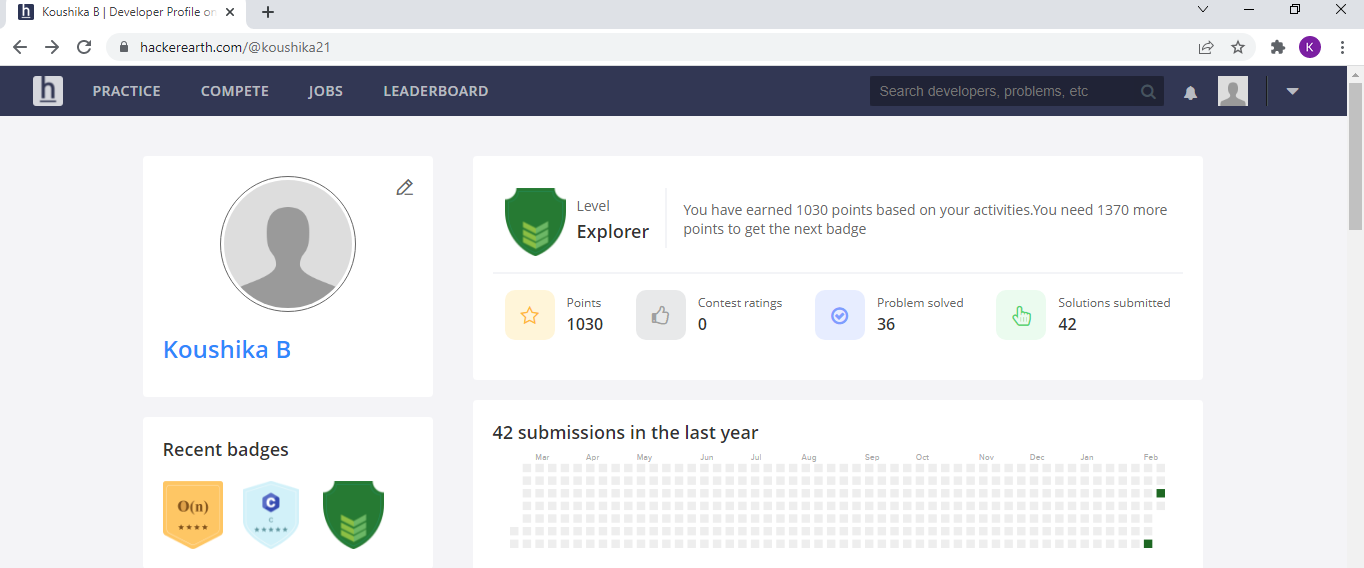 Koushika B | Developer Profile on
hackerearth.com/@koushika21
K
h
PRACTICE
COMPETE
JOBS
LEADERBOARD
Search developers, problems, etc
Koushika B
Level
Explorer
You have earned 1030 points based on your activities.You need 1370 more
points to get the next badge
Points
1030
Contest ratings
0
Problem solved
36
Solutions submitted
42
Recent badges
O(n)
C
C
42 submissions in the last year
Mar Apr May Jun Jul Aug Sep Oct Nov Dec Jan Feb